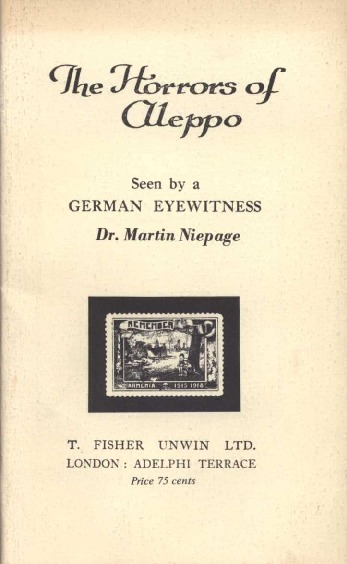 The Horrors of
Aleppo
Seen by a
GERMAN EYEWITNESS
Dr. Martin Niepage
REMEMBER
ARMENIA 1915 1916
T. FISHER UNWIN LTD.
LONDON: ADELPHI TERRACE
Price 75 cents